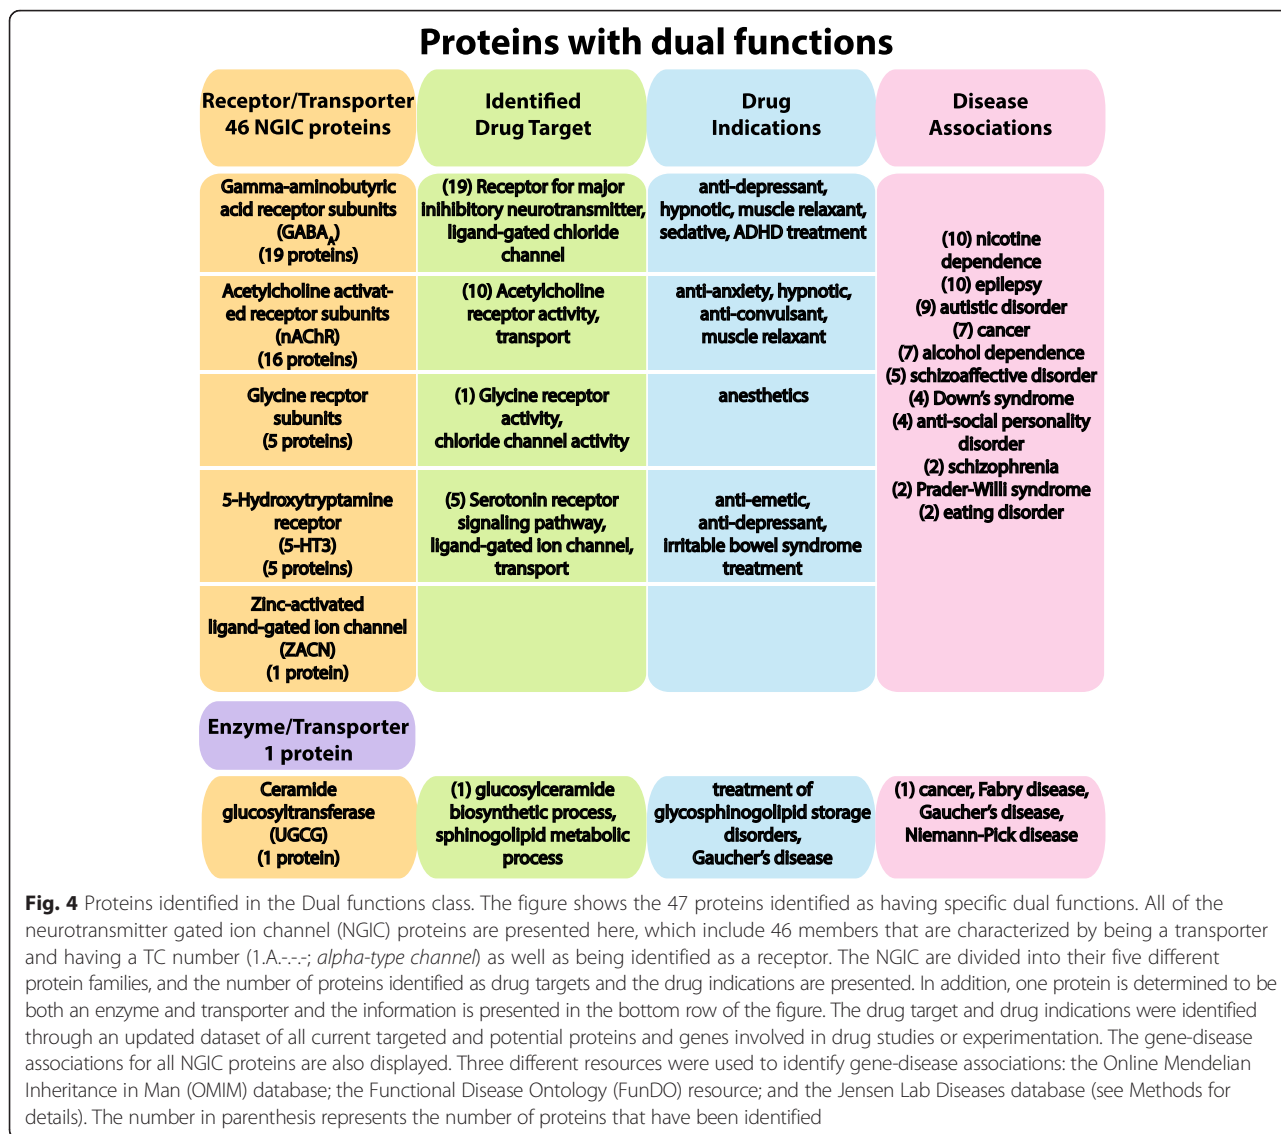 Proteins with dual functions
Receptor/Transporter
46 NGIC proteins
Identified
Drug Target
Drug
Indications
Disease
Associations
Gamma-aminobutyric
acid receptor subunits
(GABAA)
(19 proteins)
(19) Receptor for major
inihibitory neurotransmitter,
ligand-gated chloride
channel
anti-depressant,
hypnotic, muscle relaxant,
sedative, ADHD treatment
Acetylcholine activat-
ed receptor subunits
(nAChR)
(16 proteins)
(10) Acetylcholine
receptor activity,
transport
anti-anxiety, hypnotic,
anti-convulsant,
muscle relaxant
Glycine recptor
subunits
(5 proteins)
(1) Glycine receptor
activity,
chloride channel activity
anesthetics
5-Hydroxytryptamine
receptor
(5-HT3)
(5 proteins)
(5) Serotonin receptor
signaling pathway,
ligand-gated ion channel,
transport
anti-emetic,
anti-depressant,
irritable bowel syndrome
treatment
Zinc-activated
ligand-gated ion channel
(ZACN)
(1 protein)
(10) nicotine
dependence
(10) epilepsy
(9) autistic disorder
(7) cancer
(7) alcohol dependence
(5) schizoaffective disorder
(4) Down's syndrome
(4) anti-social personality
disorder
(2) schizophrenia
(2) Prader-Willi syndrome
(2) eating disorder
Enzyme/Transporter
1 protein
Ceramide
glucosyltransferase
(UGCG)
(1 protein)
(1) glucosylceramide
biosynthetic process,
sphinogolipid metabolic
process
treatment of
glycosphinogolipid storage
disorders,
Gaucher's disease
(1) cancer, Fabry disease,
Gaucher's disease,
Niemann-Pick disease
Fig. 4 Proteins identified in the Dual functions class. The figure shows the 47 proteins identified as having specific dual functions. All of the
neurotransmitter gated ion channel (NGIC) proteins are presented here, which include 46 members that are characterized by being a transporter
and having a TC number (1.A.-.-.-; alpha-type channel) as well as being identified as a receptor. The NGIC are divided into their five different
protein families, and the number of proteins identified as drug targets and the drug indications are presented. In addition, one protein is determined to be
both an enzyme and transporter and the information is presented in the bottom row of the figure. The drug target and drug indications were identified
through an updated dataset of all current targeted and potential proteins and genes involved in drug studies or experimentation. The gene-disease
associations for all NGIC proteins are also displayed. Three different resources were used to identify gene-disease associations: the Online Mendelian
Inheritance in Man (OMIM) database; the Functional Disease Ontology (FunDO) resource; and the Jensen Lab Diseases database (see Methods for
details). The number in parenthesis represents the number of proteins that have been identified